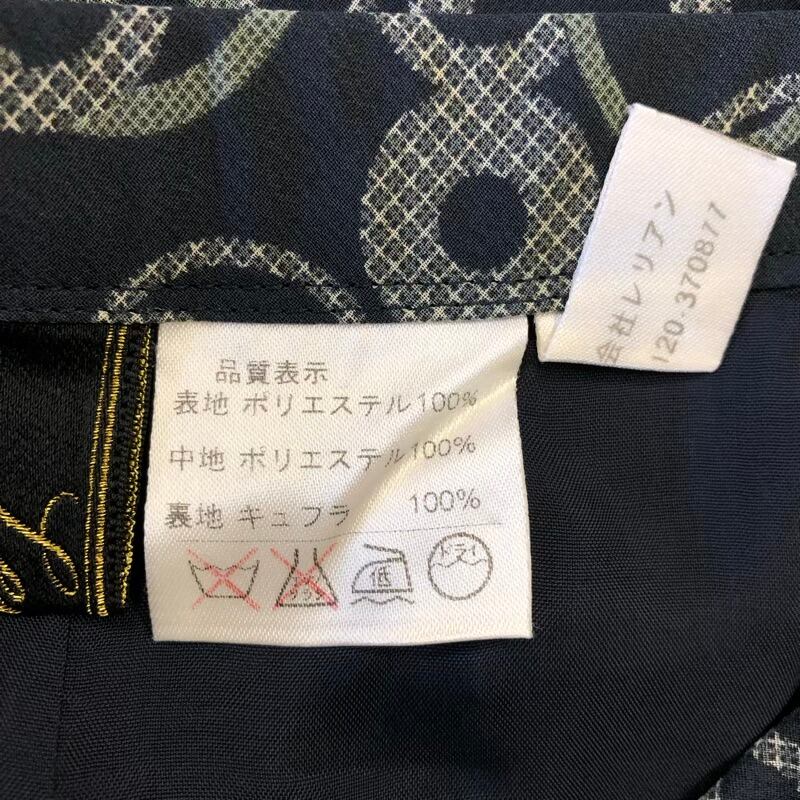 品質表示
表地 ポリエステル100%
中地 ポリエステル100%
裏地 キュプラ 100%
低
ドライ
会社レリアン
120-370877